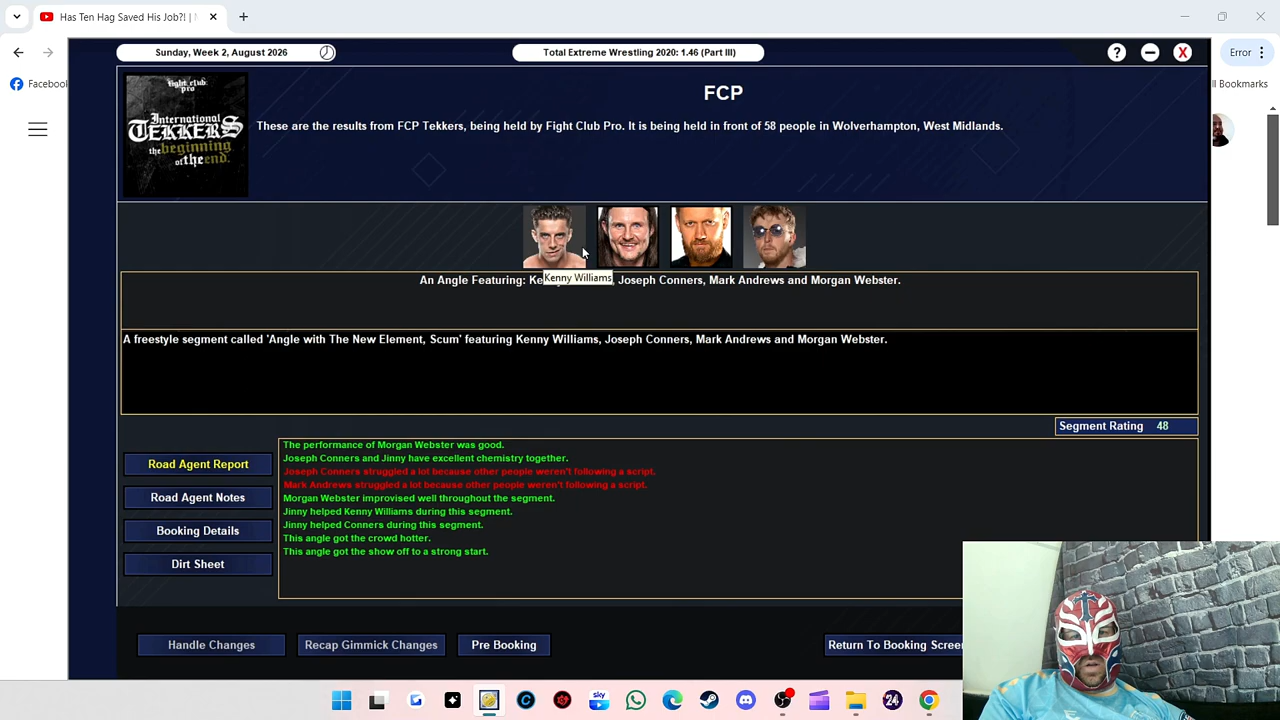 Has Ten Hag Saved His Job?! |
Error
Facebook
ll Bookmarks
Sunday, Week 2, August 2026
Total Extreme Wrestling 2020: 1.46 (Part III)
?
X
fight club:
pro
International
TEKKERS
the beginning
of the end.
FCP
These are the results from FCP Tekkers, being held by Fight Club Pro. It is being held in front of 58 people in Wolverhampton, West Midlands.
Kenny Williams
An Angle Featuring: Ke Joseph Conners, Mark Andrews and Morgan Webster.
A freestyle segment called 'Angle with The New Element, Scum' featuring Kenny Williams, Joseph Conners, Mark Andrews and Morgan Webster.
Segment Rating 48
Road Agent Report
Road Agent Notes
Booking Details
Dirt Sheet
The performance of Morgan Webster was good.
Joseph Conners and Jinny have excellent chemistry together.
Joseph Conners struggled a lot because other people weren't following a script.
Mark Andrews struggled a lot because other people weren't following a script.
Morgan Webster improvised well throughout the segment.
Jinny helped Kenny Williams during this segment.
Jinny helped Conners during this segment.
This angle got the crowd hotter.
This angle got the show off to a strong start.
Handle Changes
Recap Gimmick Changes
Pre Booking
Return To Booking Screen
sky
24